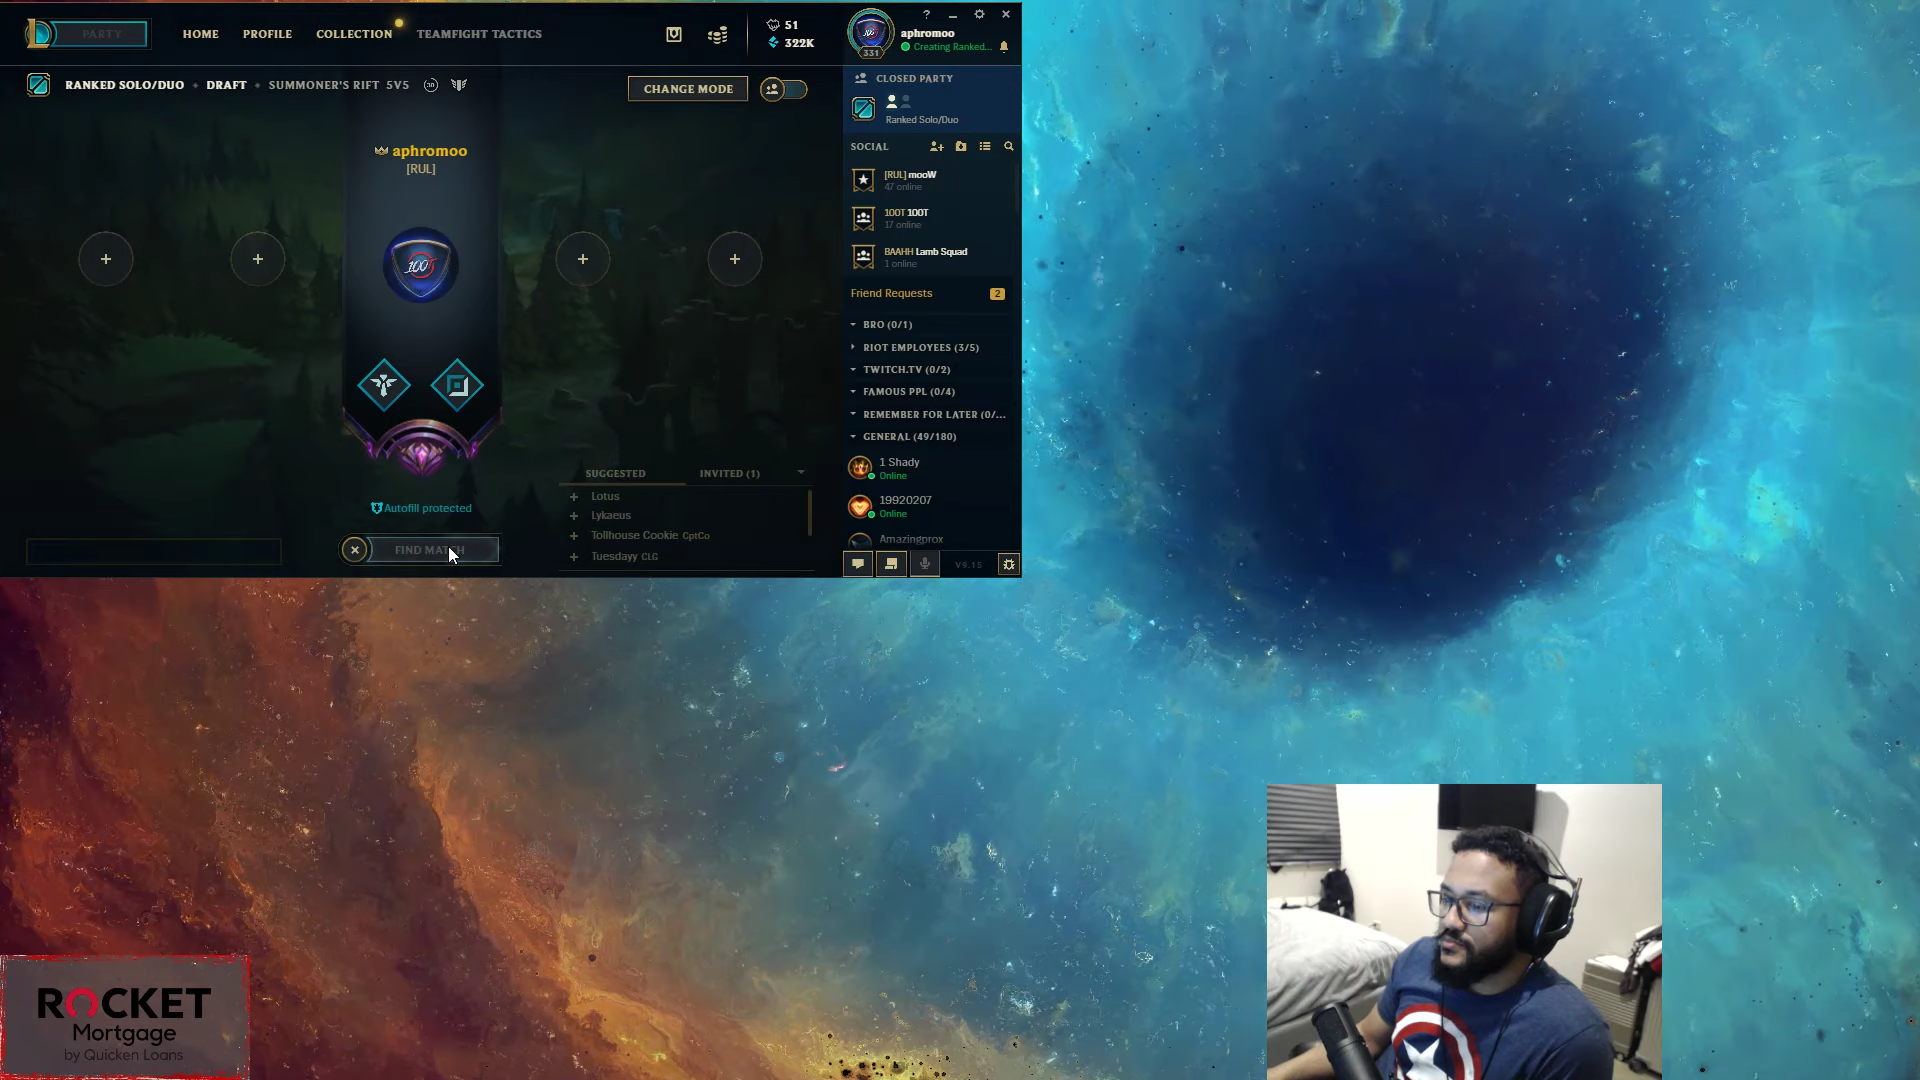 PARTY
HOME
PROFILE
COLLECTION
TEAMFIGHT TACTICS
51
322K
331
aphromoo
Creating Ranked...
RANKED SOLO/DUO
DRAFT
SUMMONER'S RIFT 5V5
30
CHANGE MODE
aphromoo
[RUL]
Autofill protected
FIND MATCH
SUGGESTED
INVITED (1)
Lotus
Lykaeus
Tollhouse Cookie CptCo
Tuesdayy CLG
CLOSED PARTY
Ranked Solo/Duo
SOCIAL
[RUL] mooW
47 online
100T 100T
17 online
BAAHH Lamb Squad
1 online
Friend Requests
2
BRO (0/1)
RIOT EMPLOYEES (3/5)
TWITCH.TV (0/2)
FAMOUS PPL (0/4)
REMEMBER FOR LATER (0/...
GENERAL (49/180)
1 Shady
Online
19920207
Online
Amazingprox
V9.15
ROCKET
Mortgage
by Quicken Loans